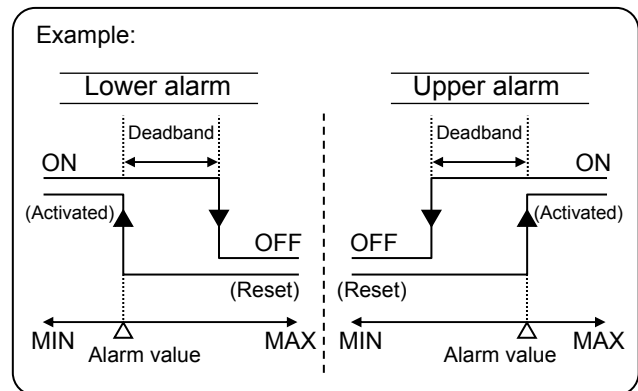 Example:
Lower alarm
Deadband
ON
(Activated)
OFF
(Reset)
MIN
MAX
Alarm value
Upper alarm
Deadband
ON
(Activated)
OFF
(Reset)
MIN
MAX
Alarm value